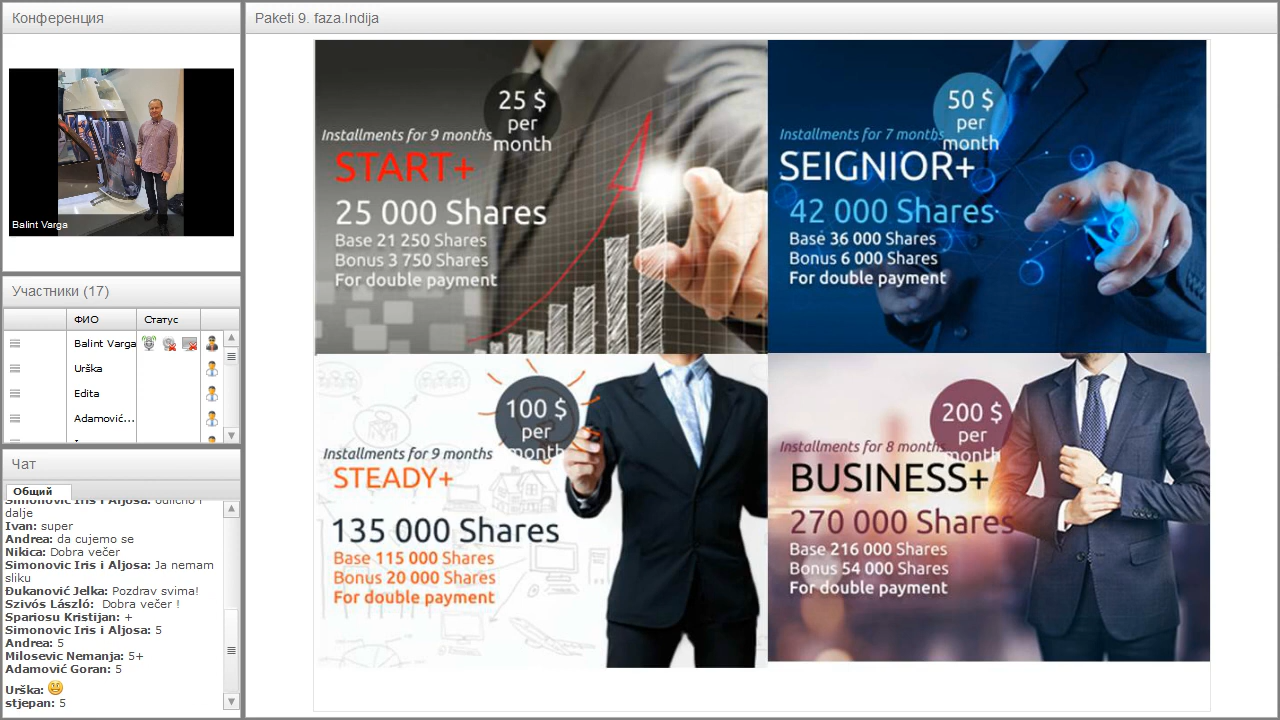 Конференция
Balint Varga
Участники (17)
ФИО
Статус
Balint Varga
Urška
Edita
Adamović...
Чат
Общий
Simonovic Iris i Aljosa: odlicno i
dalje
Ivan: super
Andrea: da cujemo se
Nikica: Dobra večer
Simonovic Iris i Aljosa: Ja nemam
sliku
Đukanović Jelka: Pozdrav svima!
Szivós László: Dobra večer !
Spariosu Kristijan: +
Simonovic Iris i Aljosa: 5
Andrea: 5
Milosevic Nemanja: 5+
Adamović Goran: 5
Urška:
stjepan: 5
Paketi 9. faza.Indija
25 $
per
month
Installments for 9 months
START+
25 000 Shares
Base 21 250 Shares
Bonus 3 750 Shares
For double payment
50 $
per
month
Installments for 7 months
SEIGNIOR+
42 000 Shares
Base 36 000 Shares
Bonus 6 000 Shares
For double payment
100 $
per
month
Installments for 9 months
STEADY+
135 000 Shares
Base 115 000 Shares
Bonus 20 000 Shares
For double payment
200 $
per
month
Installments for 8 months
BUSINESS+
270 000 Shares
Base 216 000 Shares
Bonus 54 000 Shares
For double payment